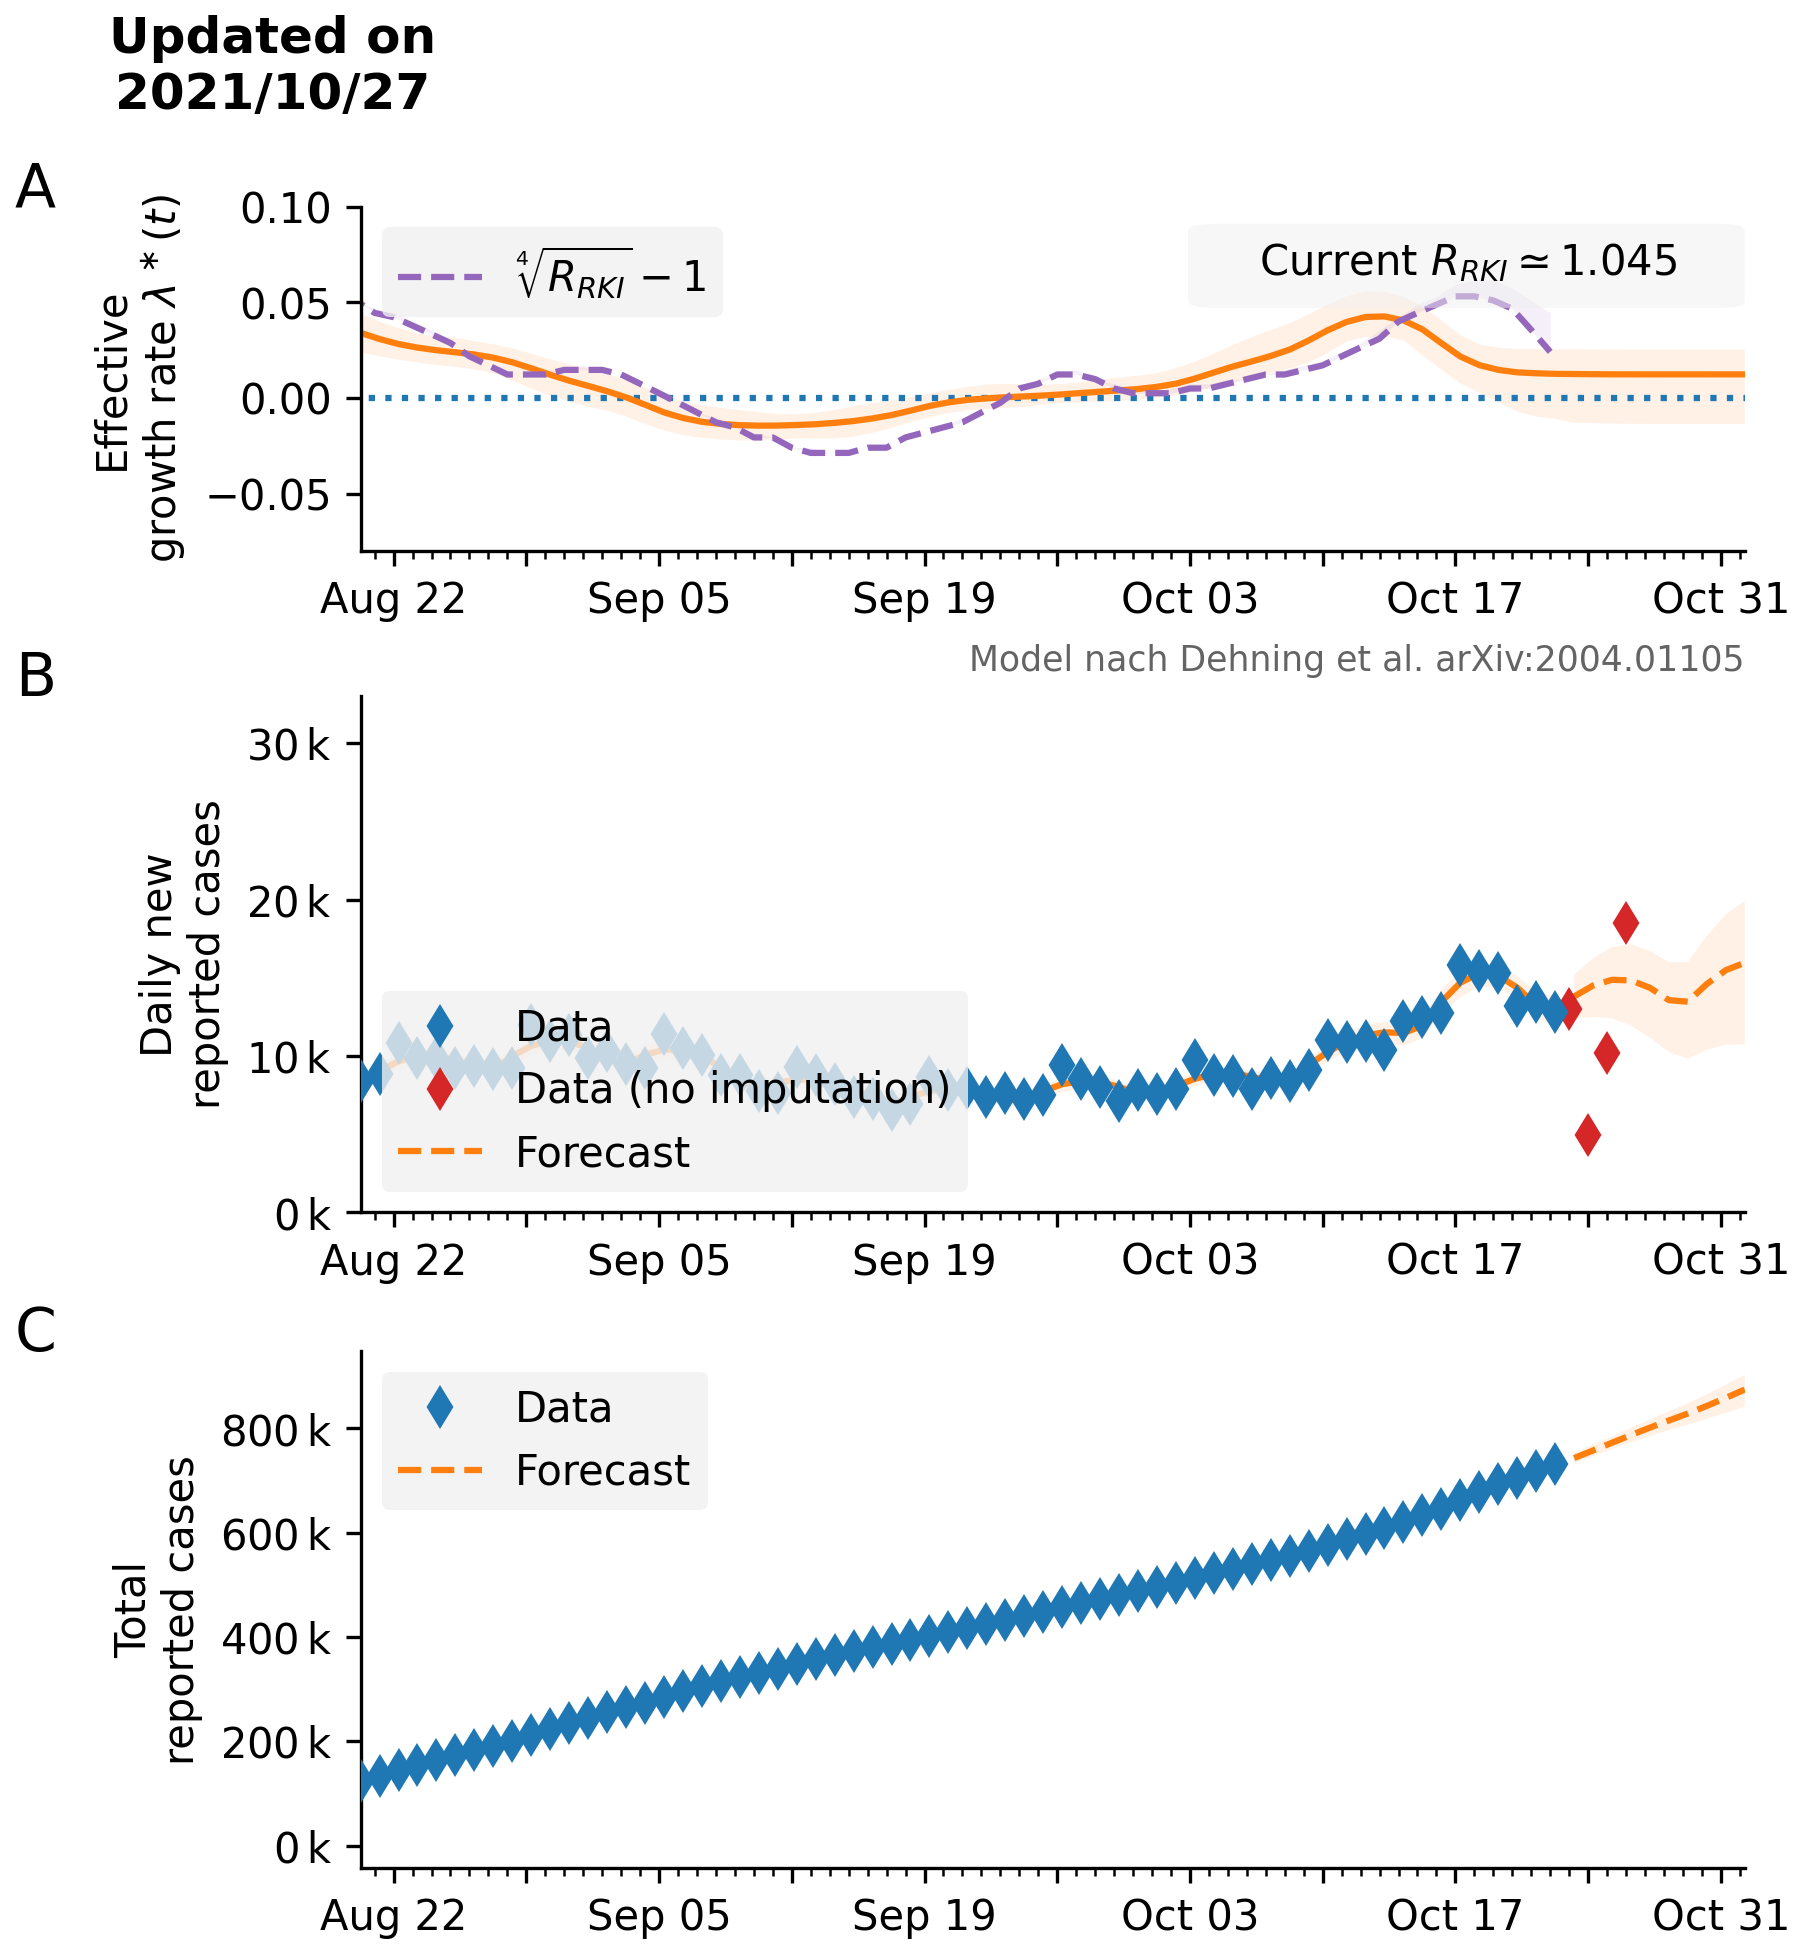 Updated on
2021/10/27
A
Effective
growth rate λ * (t)
0.10
0.05
0.00
−0.05
∜R_RKI − 1
Current R_RKI ≃ 1.045
Aug 22 Sep 05 Sep 19 Oct 03 Oct 17 Oct 31
Model nach Dehning et al. arXiv:2004.01105
B
Daily new
reported cases
30 k
20 k
10 k
0 k
Data
Data (no imputation)
Forecast
Aug 22 Sep 05 Sep 19 Oct 03 Oct 17 Oct 31
C
Total
reported cases
800 k
600 k
400 k
200 k
0 k
Data
Forecast
Aug 22 Sep 05 Sep 19 Oct 03 Oct 17 Oct 31